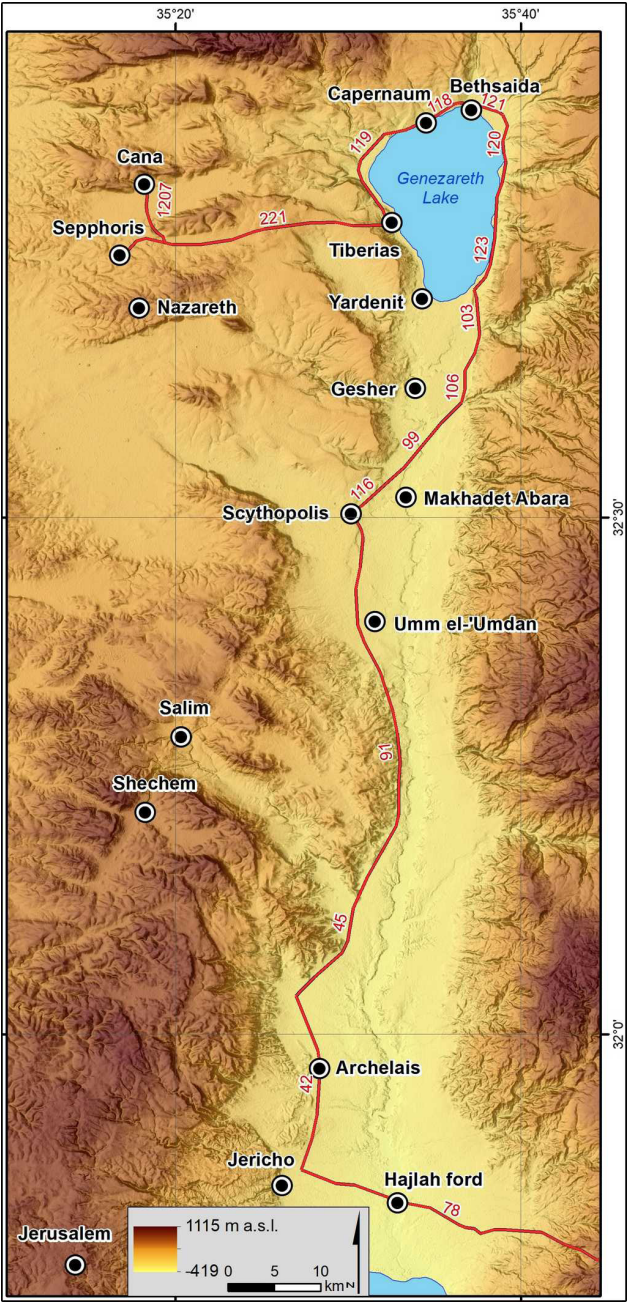 35°20' 35°40'
Bethsaida
Capernaum 118 121
119 120
Cana
Genezareth
Lake
1207
221
Sepphoris
Tiberias
123
Yardenit
Nazareth
103
Gesher
106
99
116
Makhadet Abara
Scythopolis
32°30'
Umm el-'Umdan
Salim
91
Shechem
45
32°0'
Archelais
42
Jericho
Hajlah ford
78
Jerusalem
1115 m a.s.l.
-419
0 5 10
km
N